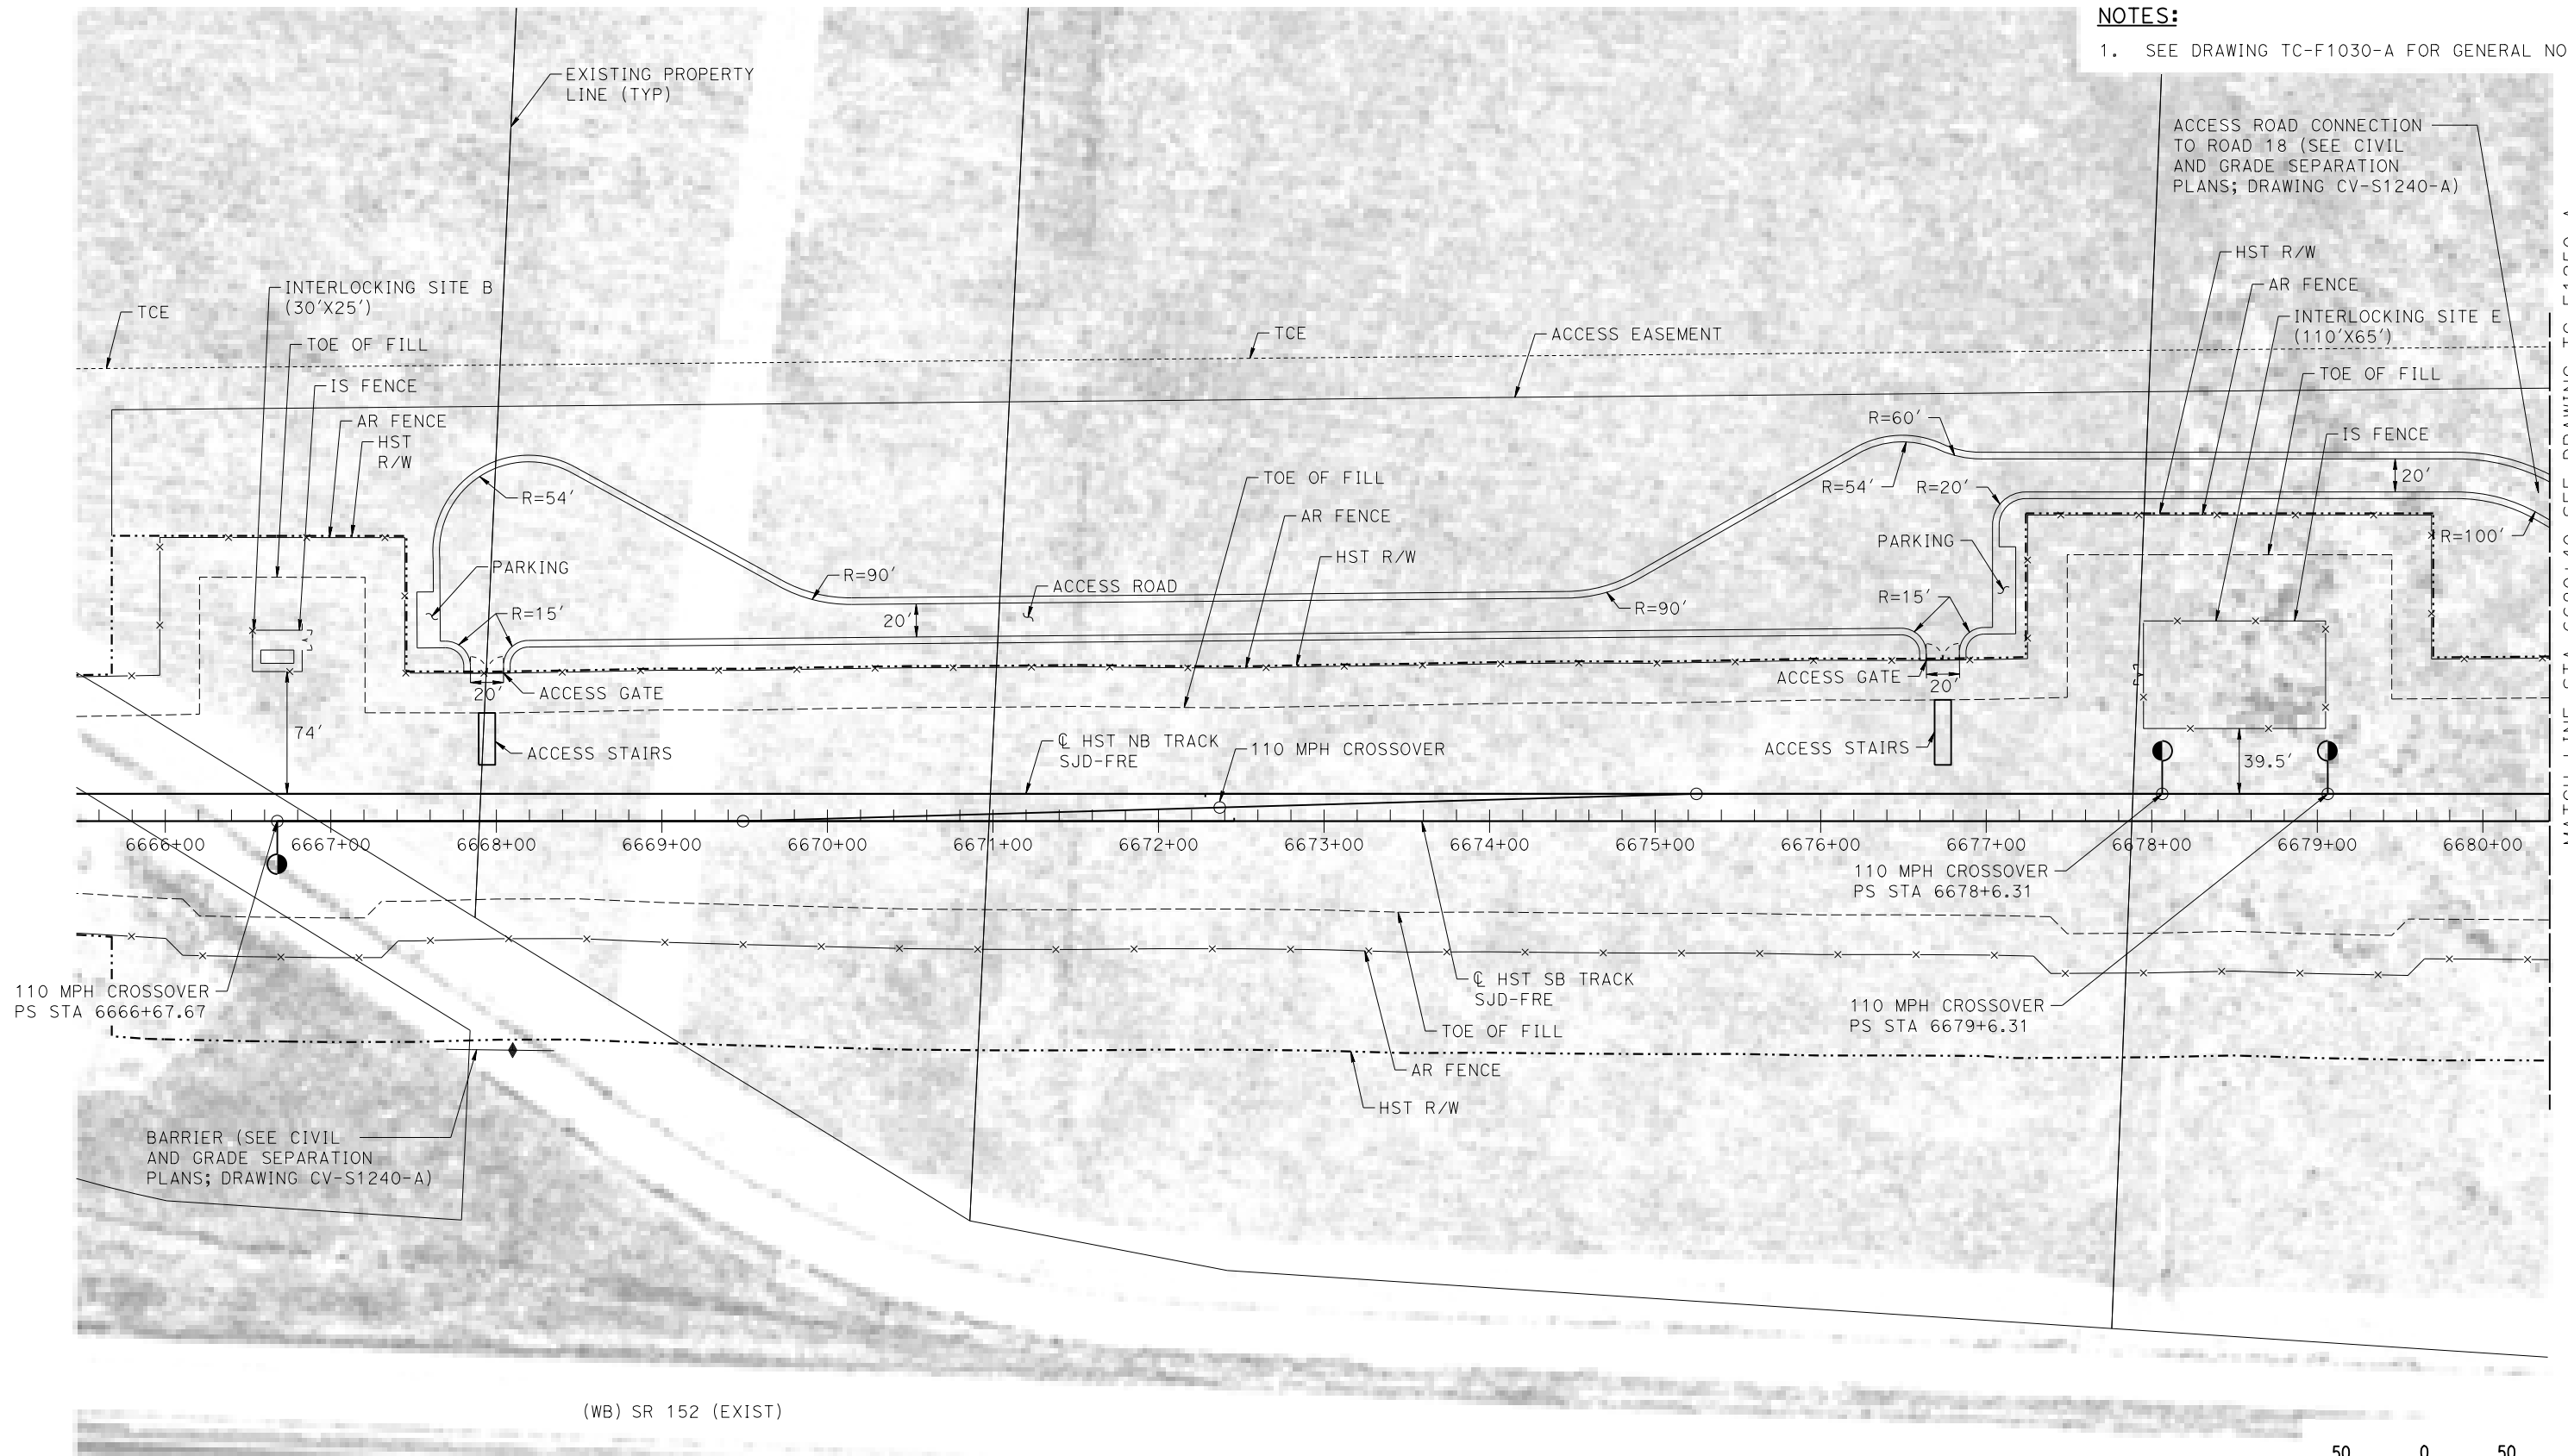 NOTES:
1. SEE DRAWING TC-F1030-A FOR GENERAL NO
EXISTING PROPERTY
LINE (TYP)
ACCESS ROAD CONNECTION
TO ROAD 18 (SEE CIVIL
AND GRADE SEPARATION
PLANS; DRAWING CV-S1240-A)
HST R/W
AR FENCE
INTERLOCKING SITE E
(110'X65')
TOE OF FILL
IS FENCE
INTERLOCKING SITE B
(30'X25')
TCE
TOE OF FILL
IS FENCE
AR FENCE
HST
R/W
TCE
ACCESS EASEMENT
R=60'
R=54'
R=20'
20'
R=100'
PARKING
R=15'
R=54'
PARKING
R=15'
R=90'
20'
ACCESS ROAD
TOE OF FILL
AR FENCE
HST R/W
R=90'
20'
ACCESS GATE
ACCESS STAIRS
74'
ACCESS GATE
20'
ACCESS STAIRS
39.5'
℄ HST NB TRACK
SJD-FRE
110 MPH CROSSOVER
6666+00
6667+00
6668+00
6669+00
6670+00
6671+00
6672+00
6673+00
6674+00
6675+00
6676+00
6677+00
6678+00
6679+00
6680+00
110 MPH CROSSOVER
PS STA 6678+6.31
110 MPH CROSSOVER
PS STA 6666+67.67
℄ HST SB TRACK
SJD-FRE
110 MPH CROSSOVER
PS STA 6679+6.31
TOE OF FILL
AR FENCE
HST R/W
BARRIER (SEE CIVIL
AND GRADE SEPARATION
PLANS; DRAWING CV-S1240-A)
(WB) SR 152 (EXIST)
50 0 50